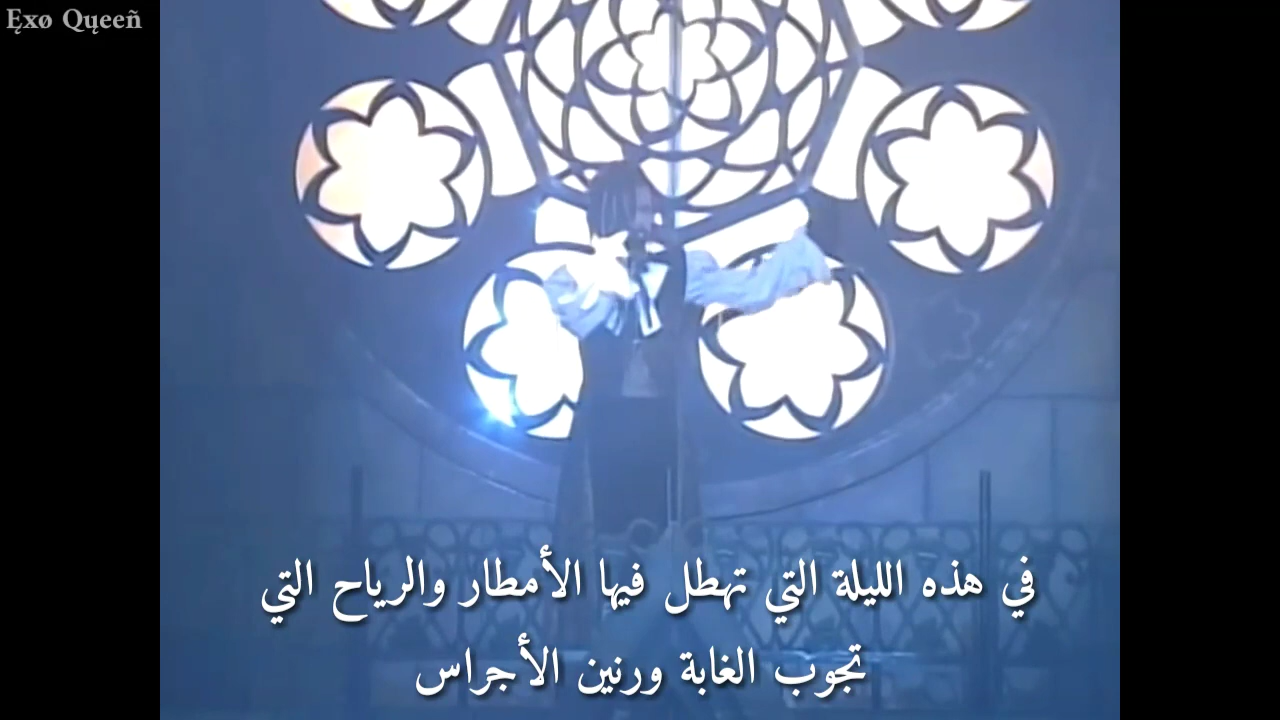 Ęxø Qųeeñ
في هذه الليلة التي تهطل فيها الأمطار والرياح التي
تجوب الغابة ورنين الأجراس